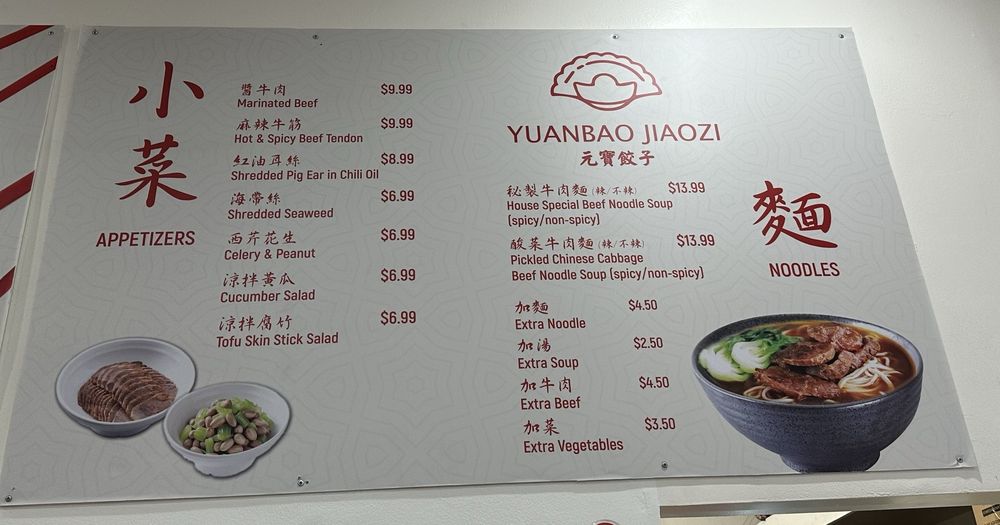 小菜
APPETIZERS
醬牛肉 $9.99
Marinated Beef
麻辣牛筋 $9.99
Hot & Spicy Beef Tendon
紅油耳絲 $8.99
Shredded Pig Ear in Chili Oil
海帶絲 $6.99
Shredded Seaweed
西芹花生 $6.99
Celery & Peanut
涼拌黃瓜 $6.99
Cucumber Salad
涼拌腐竹 $6.99
Tofu Skin Stick Salad
YUANBAO JIAOZI
元寶餃子
秘製牛肉麵 (辣/不辣) $13.99
House Special Beef Noodle Soup
(spicy/non-spicy)
酸菜牛肉麵 (辣/不辣) $13.99
Pickled Chinese Cabbage
Beef Noodle Soup (spicy/non-spicy)
加麵 $4.50
Extra Noodle
加湯 $2.50
Extra Soup
加牛肉 $4.50
Extra Beef
加菜 $3.50
Extra Vegetables
麵
NOODLES